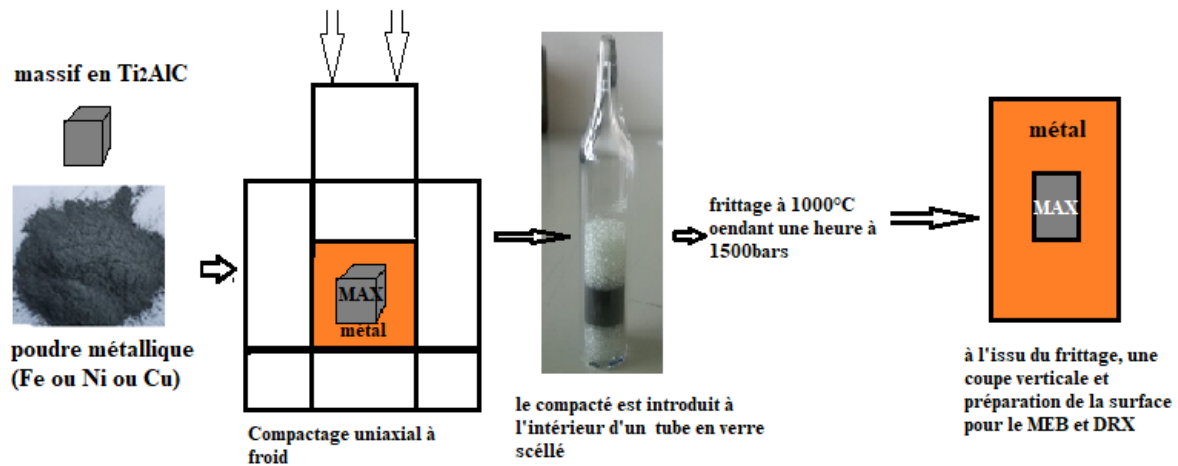 massif en Ti2AlC
poudre métallique
(Fe ou Ni ou Cu)
MAX
métal
Compactage uniaxial à
froid
le compacté est introduit à
l'intérieur d'un tube en verre
scéllé
frittage à 1000°C
oendant une heure à
1500bars
métal
MAX
à l'issu du frittage, une
coupe verticale et
préparation de la surface
pour le MEB et DRX